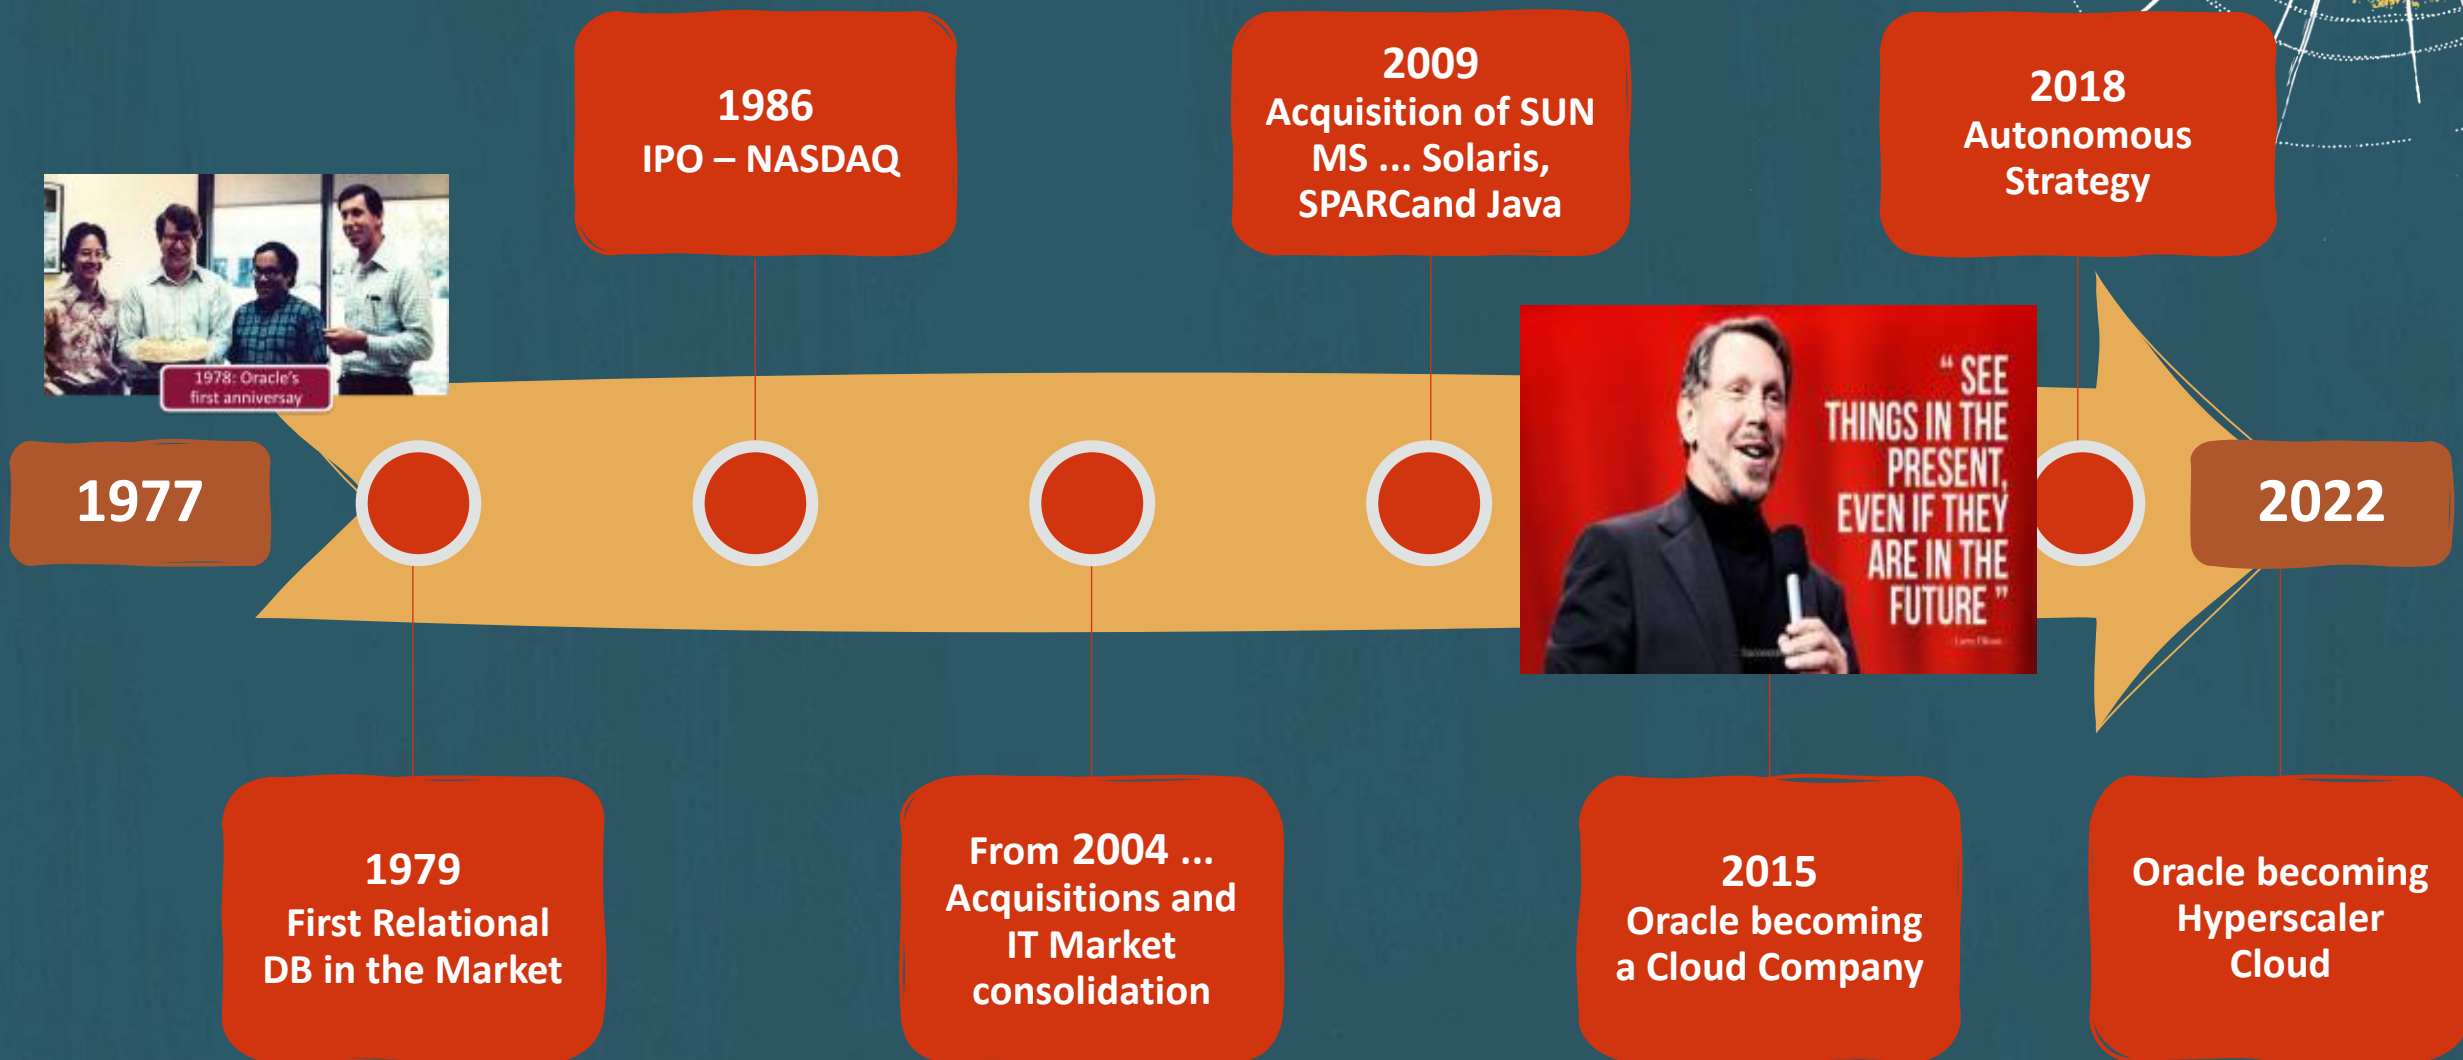 1986
IPO – NASDAQ
2009
Acquisition of SUN
MS ... Solaris,
SPARCand Java
2018
Autonomous
Strategy
1978: Oracle's
first anniversay
1977
“ SEE
THINGS IN THE
PRESENT,
EVEN IF THEY
ARE IN THE
FUTURE ”
2022
1979
First Relational
DB in the Market
From 2004 ...
Acquisitions and
IT Market
consolidation
2015
Oracle becoming
a Cloud Company
Oracle becoming
Hyperscaler
Cloud